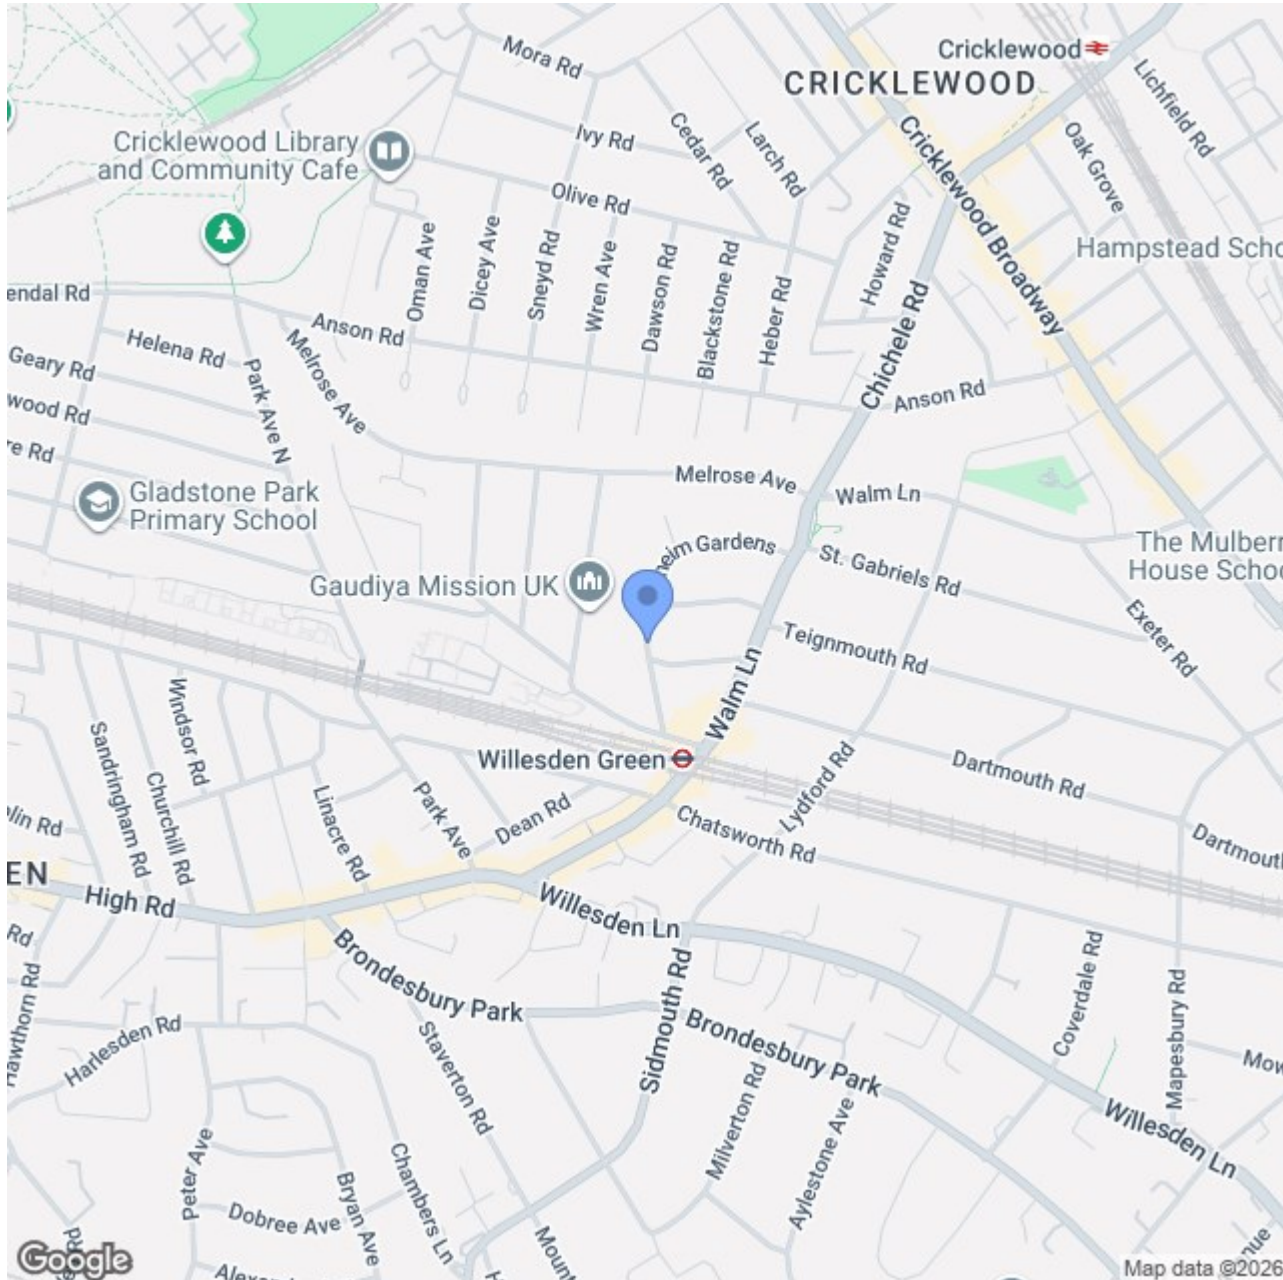 Mora Rd
Cricklewood
CRICKLEWOOD
Lichfield Rd
Cricklewood Library
and Community Cafe
Ivy Rd
Cedar Rd
Larch Rd
Oak Grove
Cricklewood Broadway
Olive Rd
Oman Ave
Dicey Ave
Sneyd Rd
Wren Ave
Dawson Rd
Blackstone Rd
Heber Rd
Howard Rd
Hampstead Scho
endal Rd
Anson Rd
Helena Rd
Melrose Ave
Chichele Rd
Geary Rd
Park Ave N
Anson Rd
wood Rd
re Rd
Melrose Ave
Walm Ln
Gladstone Park
Primary School
eim Gardens
St. Gabriels Rd
The Mulberr
House Schoo
Gaudiya Mission UK
Exeter Rd
Teignmouth Rd
Walm Ln
Windsor Rd
Sandringham Rd
Churchill Rd
Willesden Green
Lydford Rd
Dartmouth Rd
Linacre Rd
Park Ave
Dean Rd
Chatsworth Rd
Dartmout
lin Rd
EN
High Rd
Willesden Ln
Rd
Brondesbury Park
Hawthorn Rd
Harlesden Rd
Staverton Rd
Sidmouth Rd
Brondesbury Park
Coverdale Rd
Mapesbury Rd
Mow
Milverton Rd
Aylestone Ave
Willesden Ln
Peter Ave
Bryan Ave
Chambers Ln
Dobree Ave
Moun
enue
Google
Map data ©2026